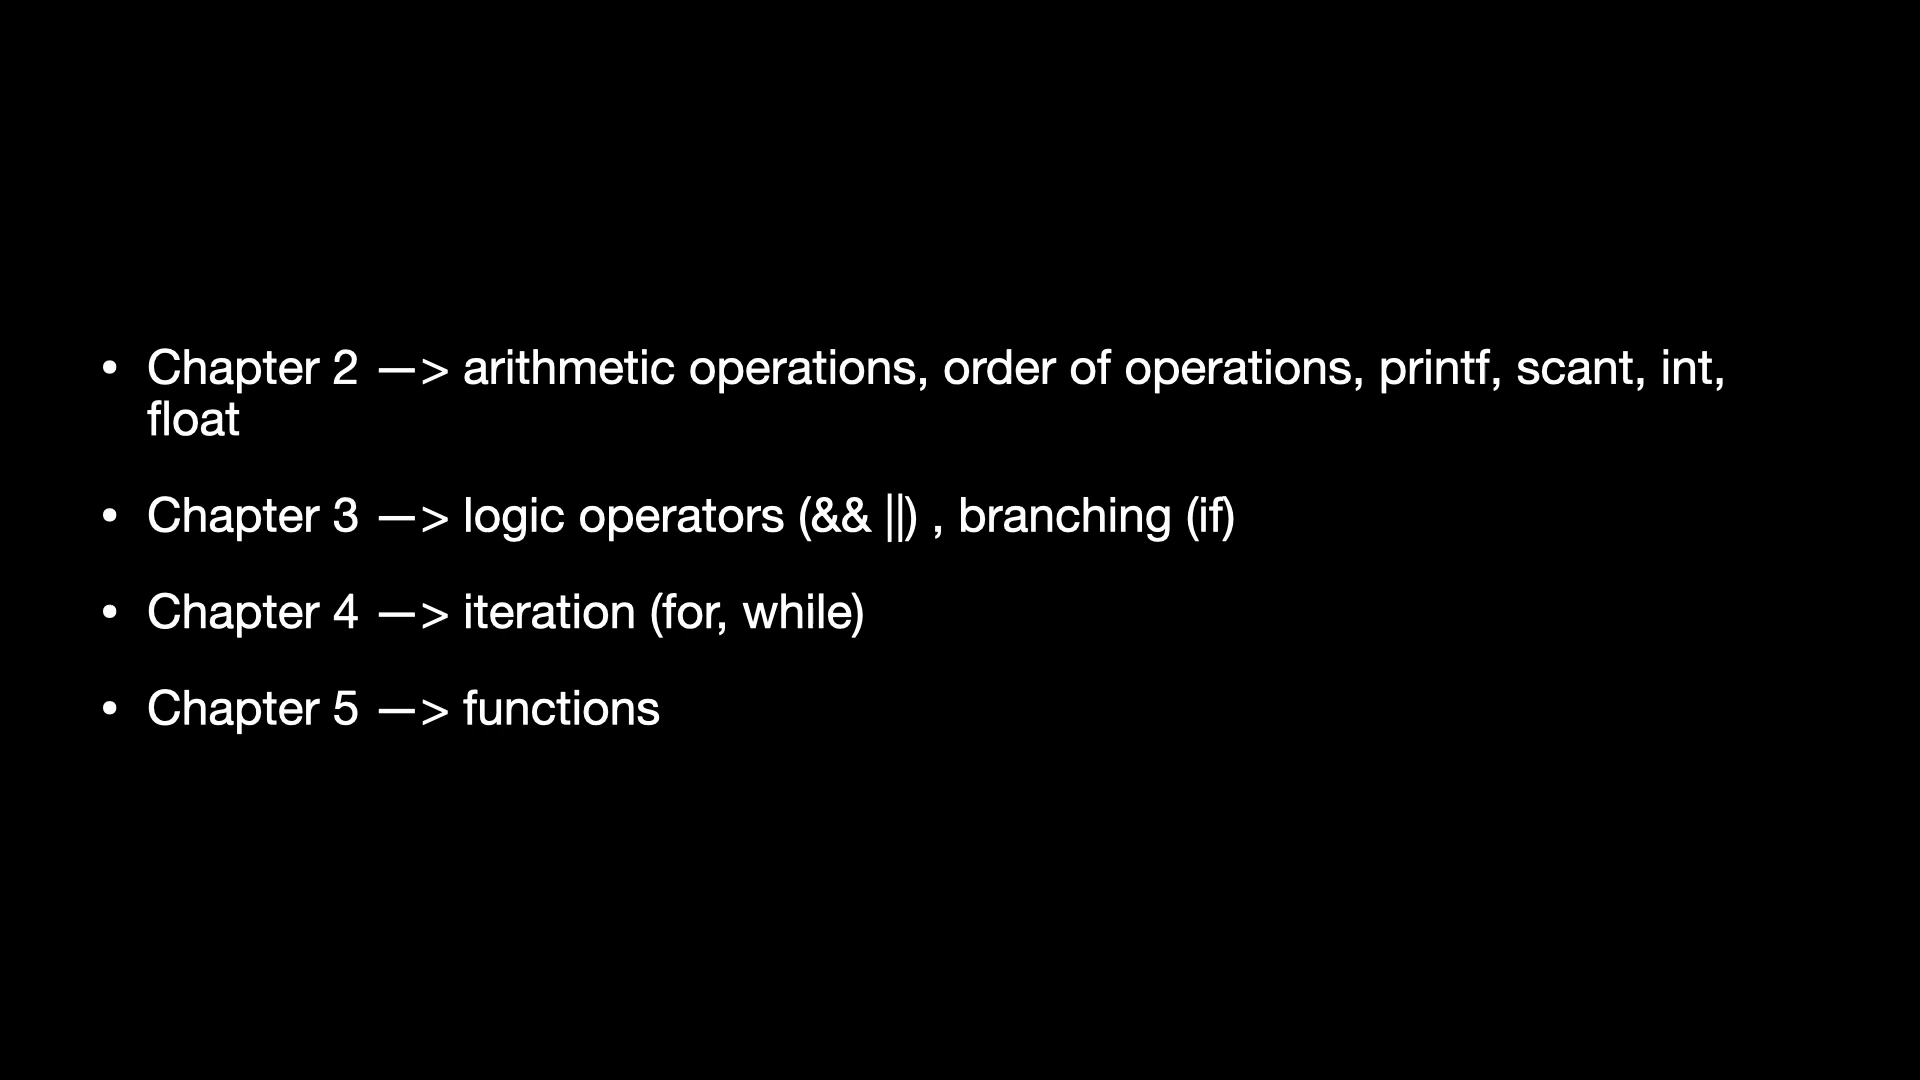 • Chapter 2 —> arithmetic operations, order of operations, printf, scant, int,
float
• Chapter 3 —> logic operators (&& ||) , branching (if)
• Chapter 4 —> iteration (for, while)
• Chapter 5 —> functions